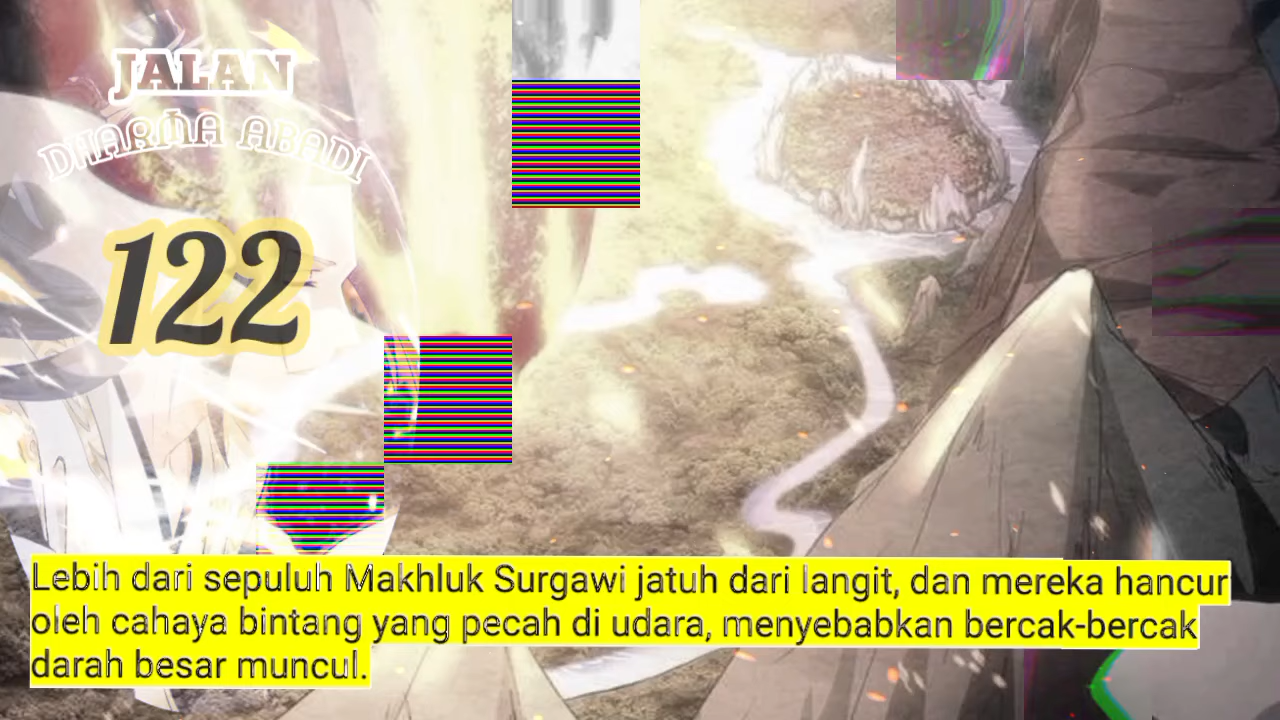 JALAN
DHARMA ABADI
122
Lebih dari sepuluh Makhluk Surgawi jatuh dari langit, dan mereka hancur
oleh cahaya bintang yang pecah di udara, menyebabkan bercak-bercak
darah besar muncul.